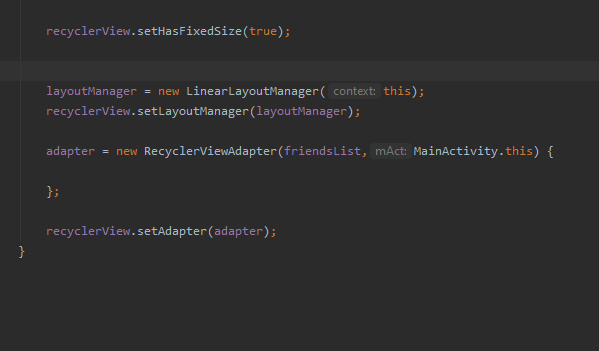 recyclerView.setHasFixedSize(true);
layoutManager = new LinearLayoutManager( context: this);
recyclerView.setLayoutManager(layoutManager);
adapter = new RecyclerViewAdapter(friendsList, mAct: MainActivity.this) {
};
recyclerView.setAdapter(adapter);
}